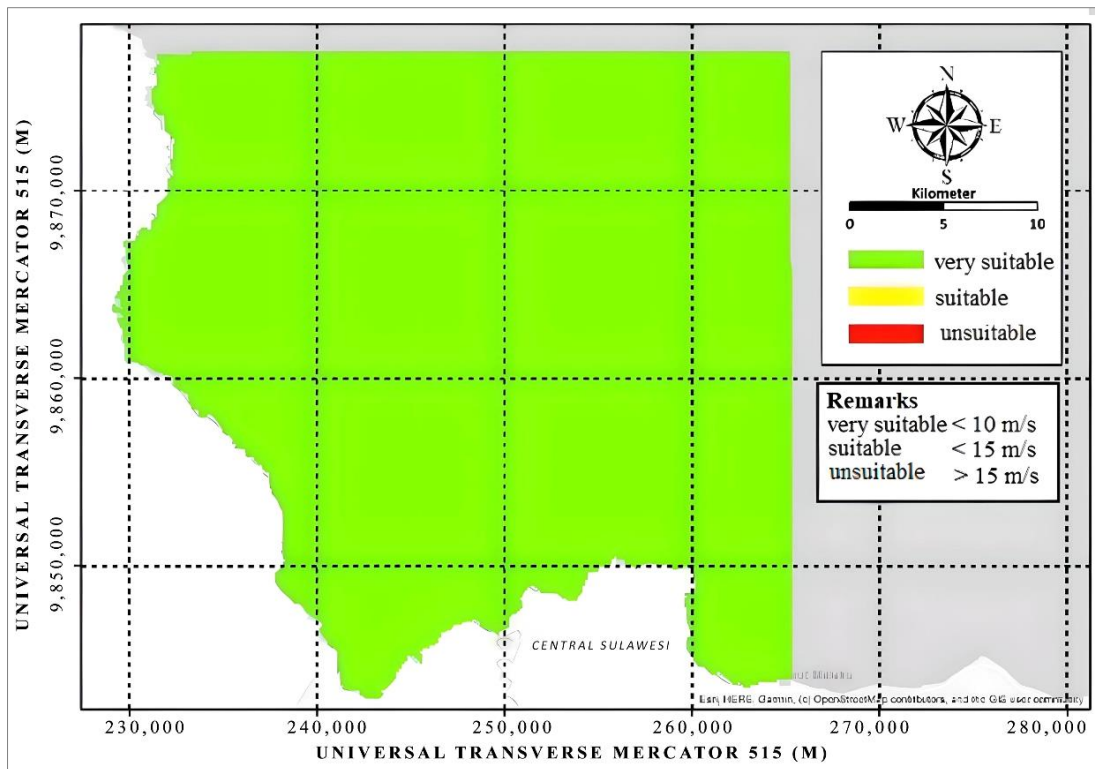 UNIVERSAL TRANSVERSE MERCATOR 515 (M)
9,870,000
9,860,000
9,850,000
N
W
E
S
Kilometer
0
5
10
very suitable
suitable
unsuitable
Remarks
very suitable < 10 m/s
suitable < 15 m/s
unsuitable > 15 m/s
CENTRAL SULAWESI
Esri, HERE, Garmin, (c) OpenStreetMap contributors, and the GIS user community
230,000
240,000
250,000
260,000
270,000
280,000
UNIVERSAL TRANSVERSE MERCATOR 515 (M)